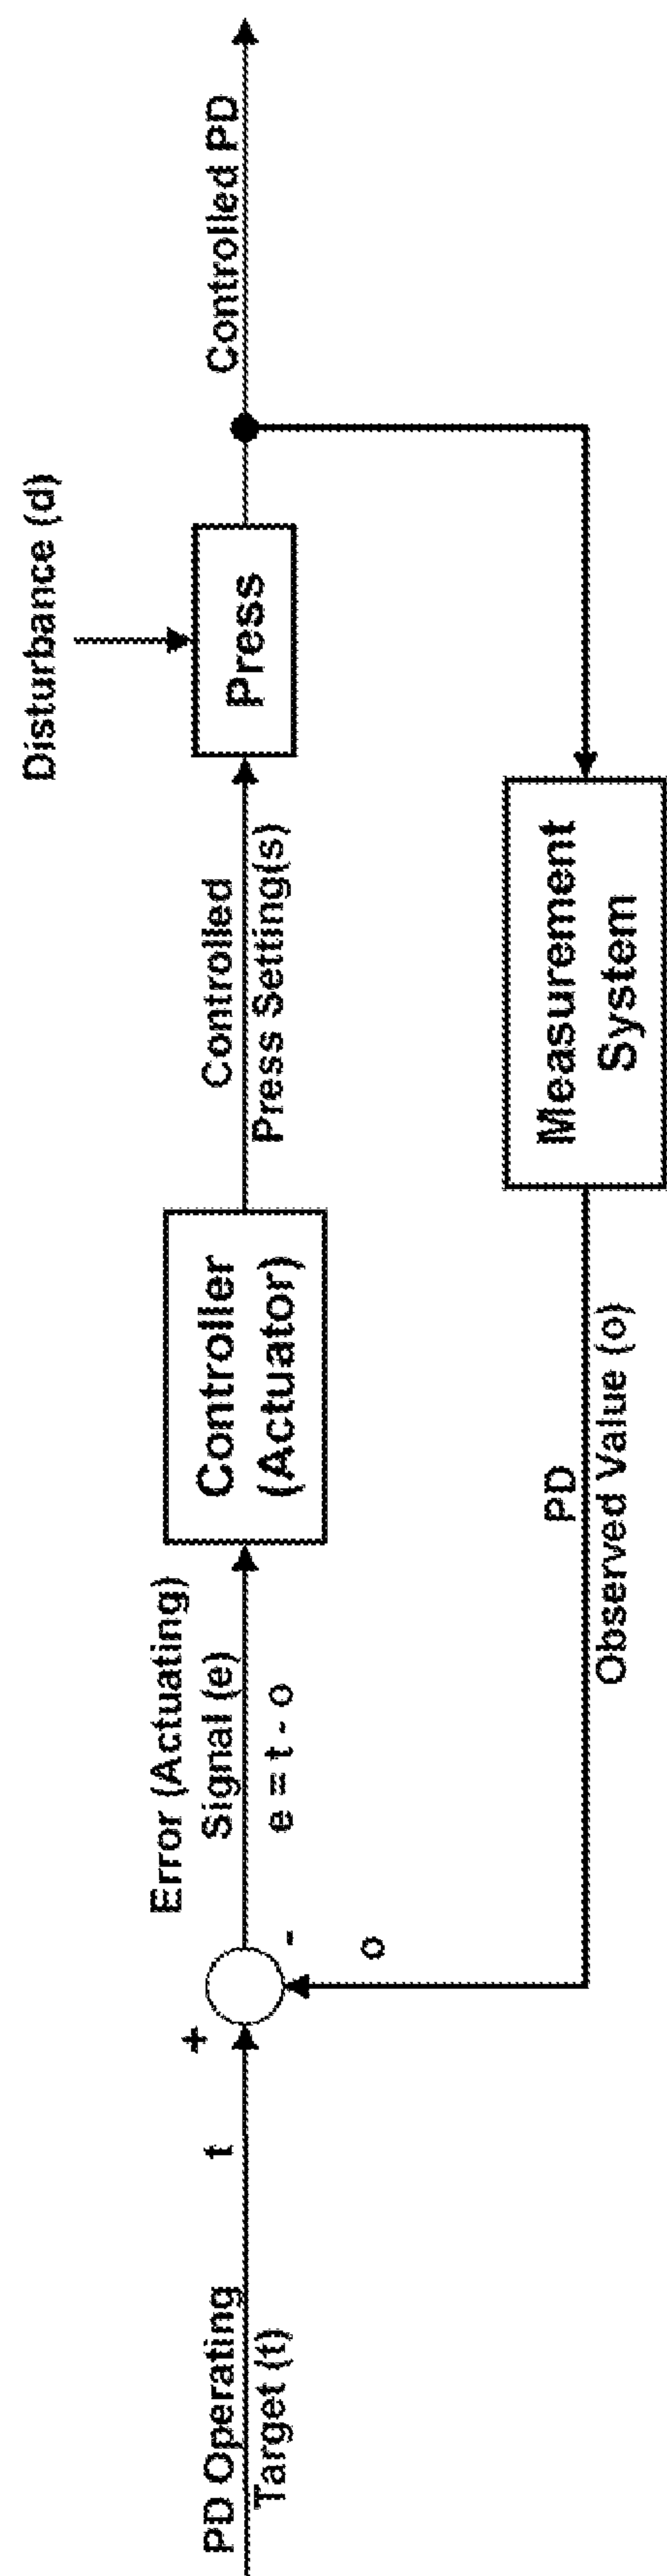 PD Operating
Target (t)
t
+
-
o
Error (Actuating)
Signal (e)
e = t - o
Controller
(Actuator)
Controlled
Press Setting(s)
Disturbance (d)
Press
Controlled PD
Measurement
System
PD
Observed Value (o)